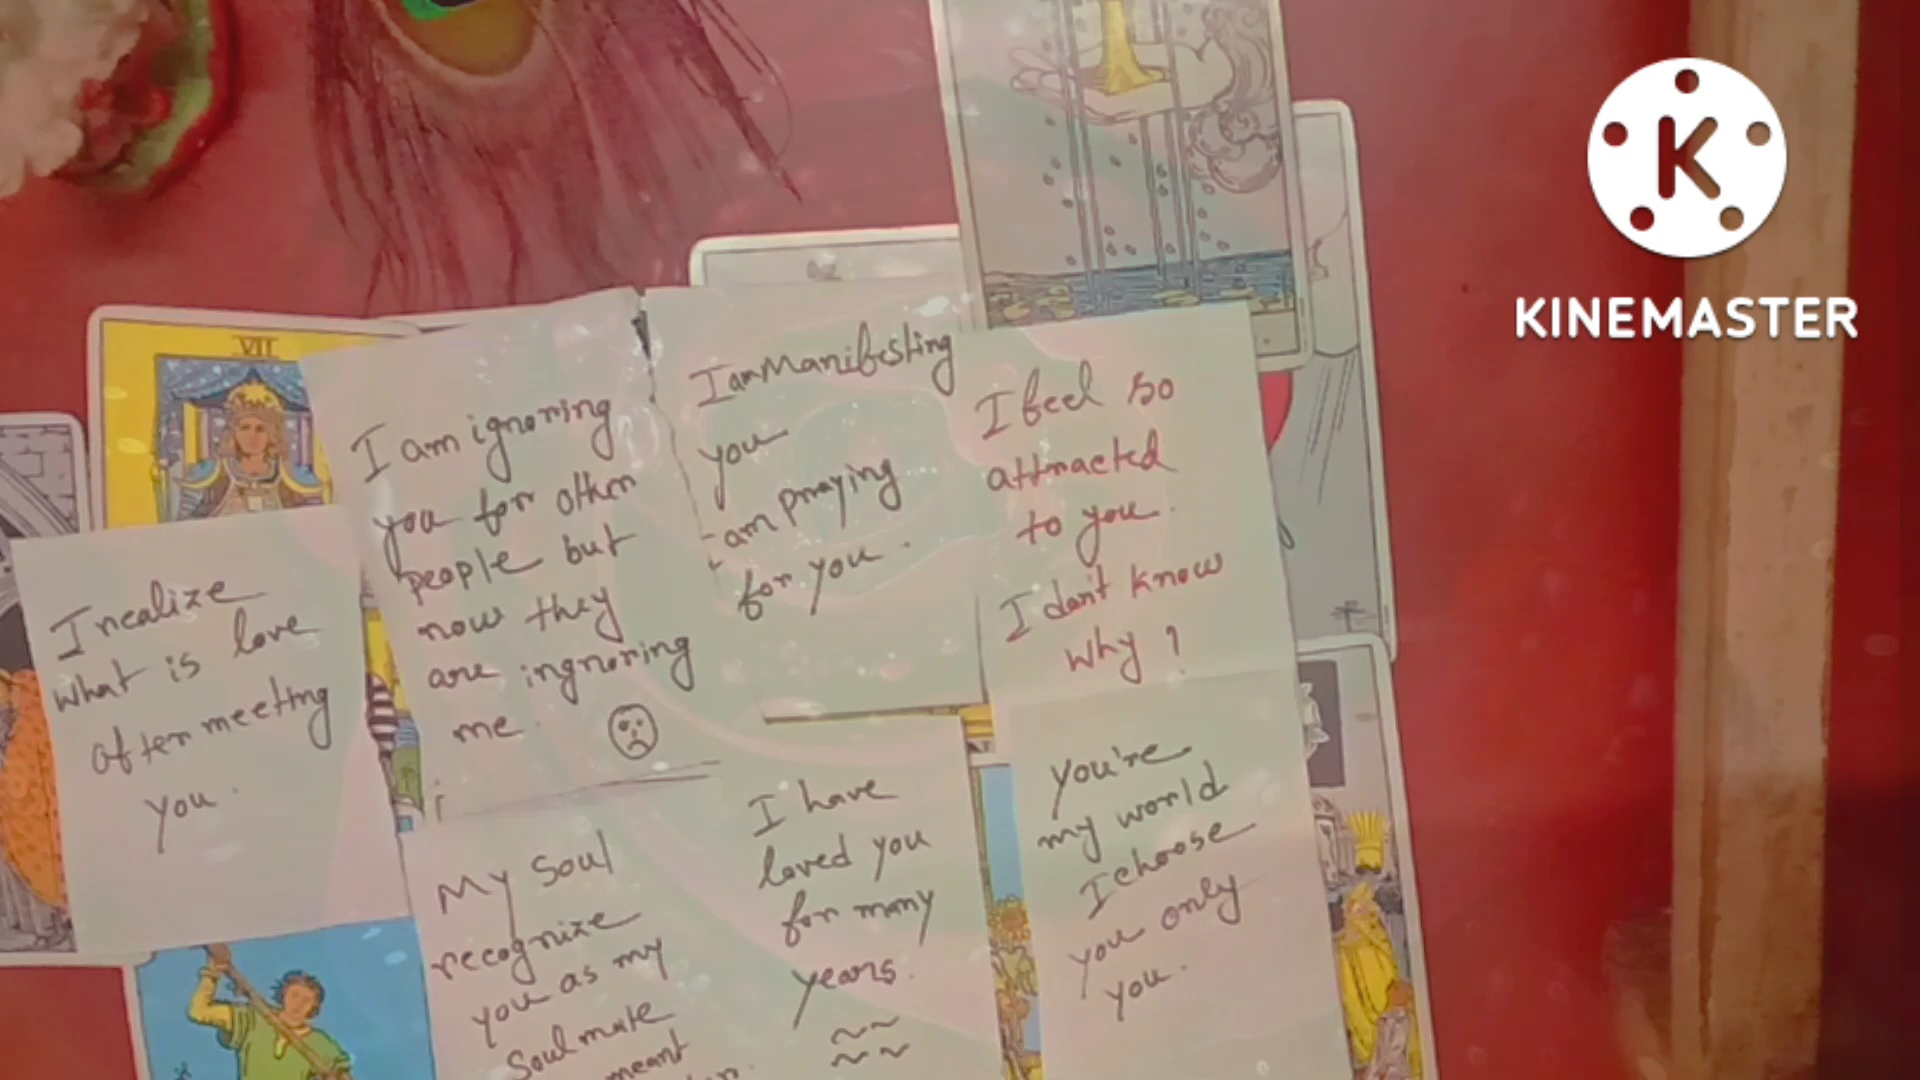 KINEMASTER
VII
I realize
what is love
after meeting
you.
I am ignoring
you for other
people but
now they
are ingnoring
me.
I am Manifesting
you
am praying
for you.
I feel so
attracted
to you.
I don't know
why ?
My Soul
recognize
you as my
Soulmate
meant
I have
loved you
for many
years.
you're
my world
I choose
you only
you.